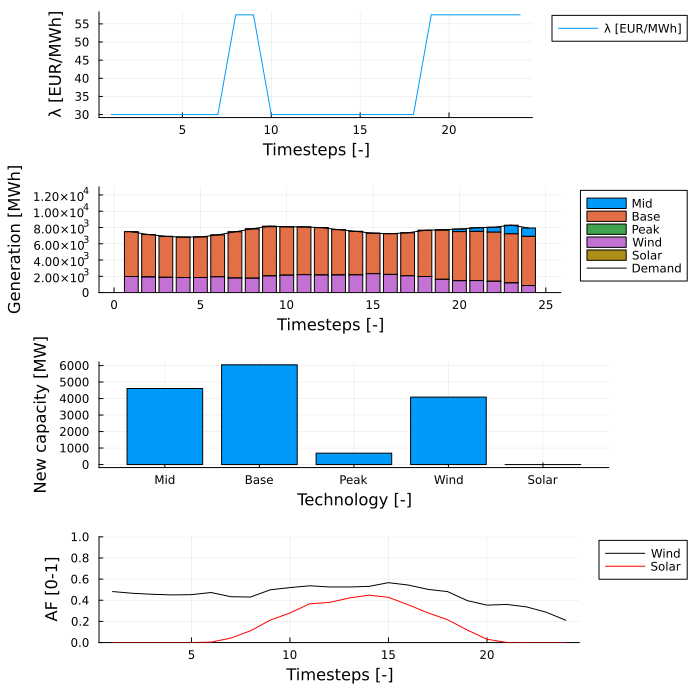 λ [EUR/MWh]
55
50
45
40
35
30
5 10 15 20
Timesteps [-]
λ [EUR/MWh]
Generation [MWh]
1.20×10⁴
1.00×10⁴
8.00×10³
6.00×10³
4.00×10³
2.00×10³
0
0 5 10 15 20 25
Timesteps [-]
Mid
Base
Peak
Wind
Solar
Demand
New capacity [MW]
6000
5000
4000
3000
2000
1000
0
Mid Base Peak Wind Solar
Technology [-]
AF [0-1]
1.0
0.8
0.6
0.4
0.2
0.0
5 10 15 20
Timesteps [-]
Wind
Solar